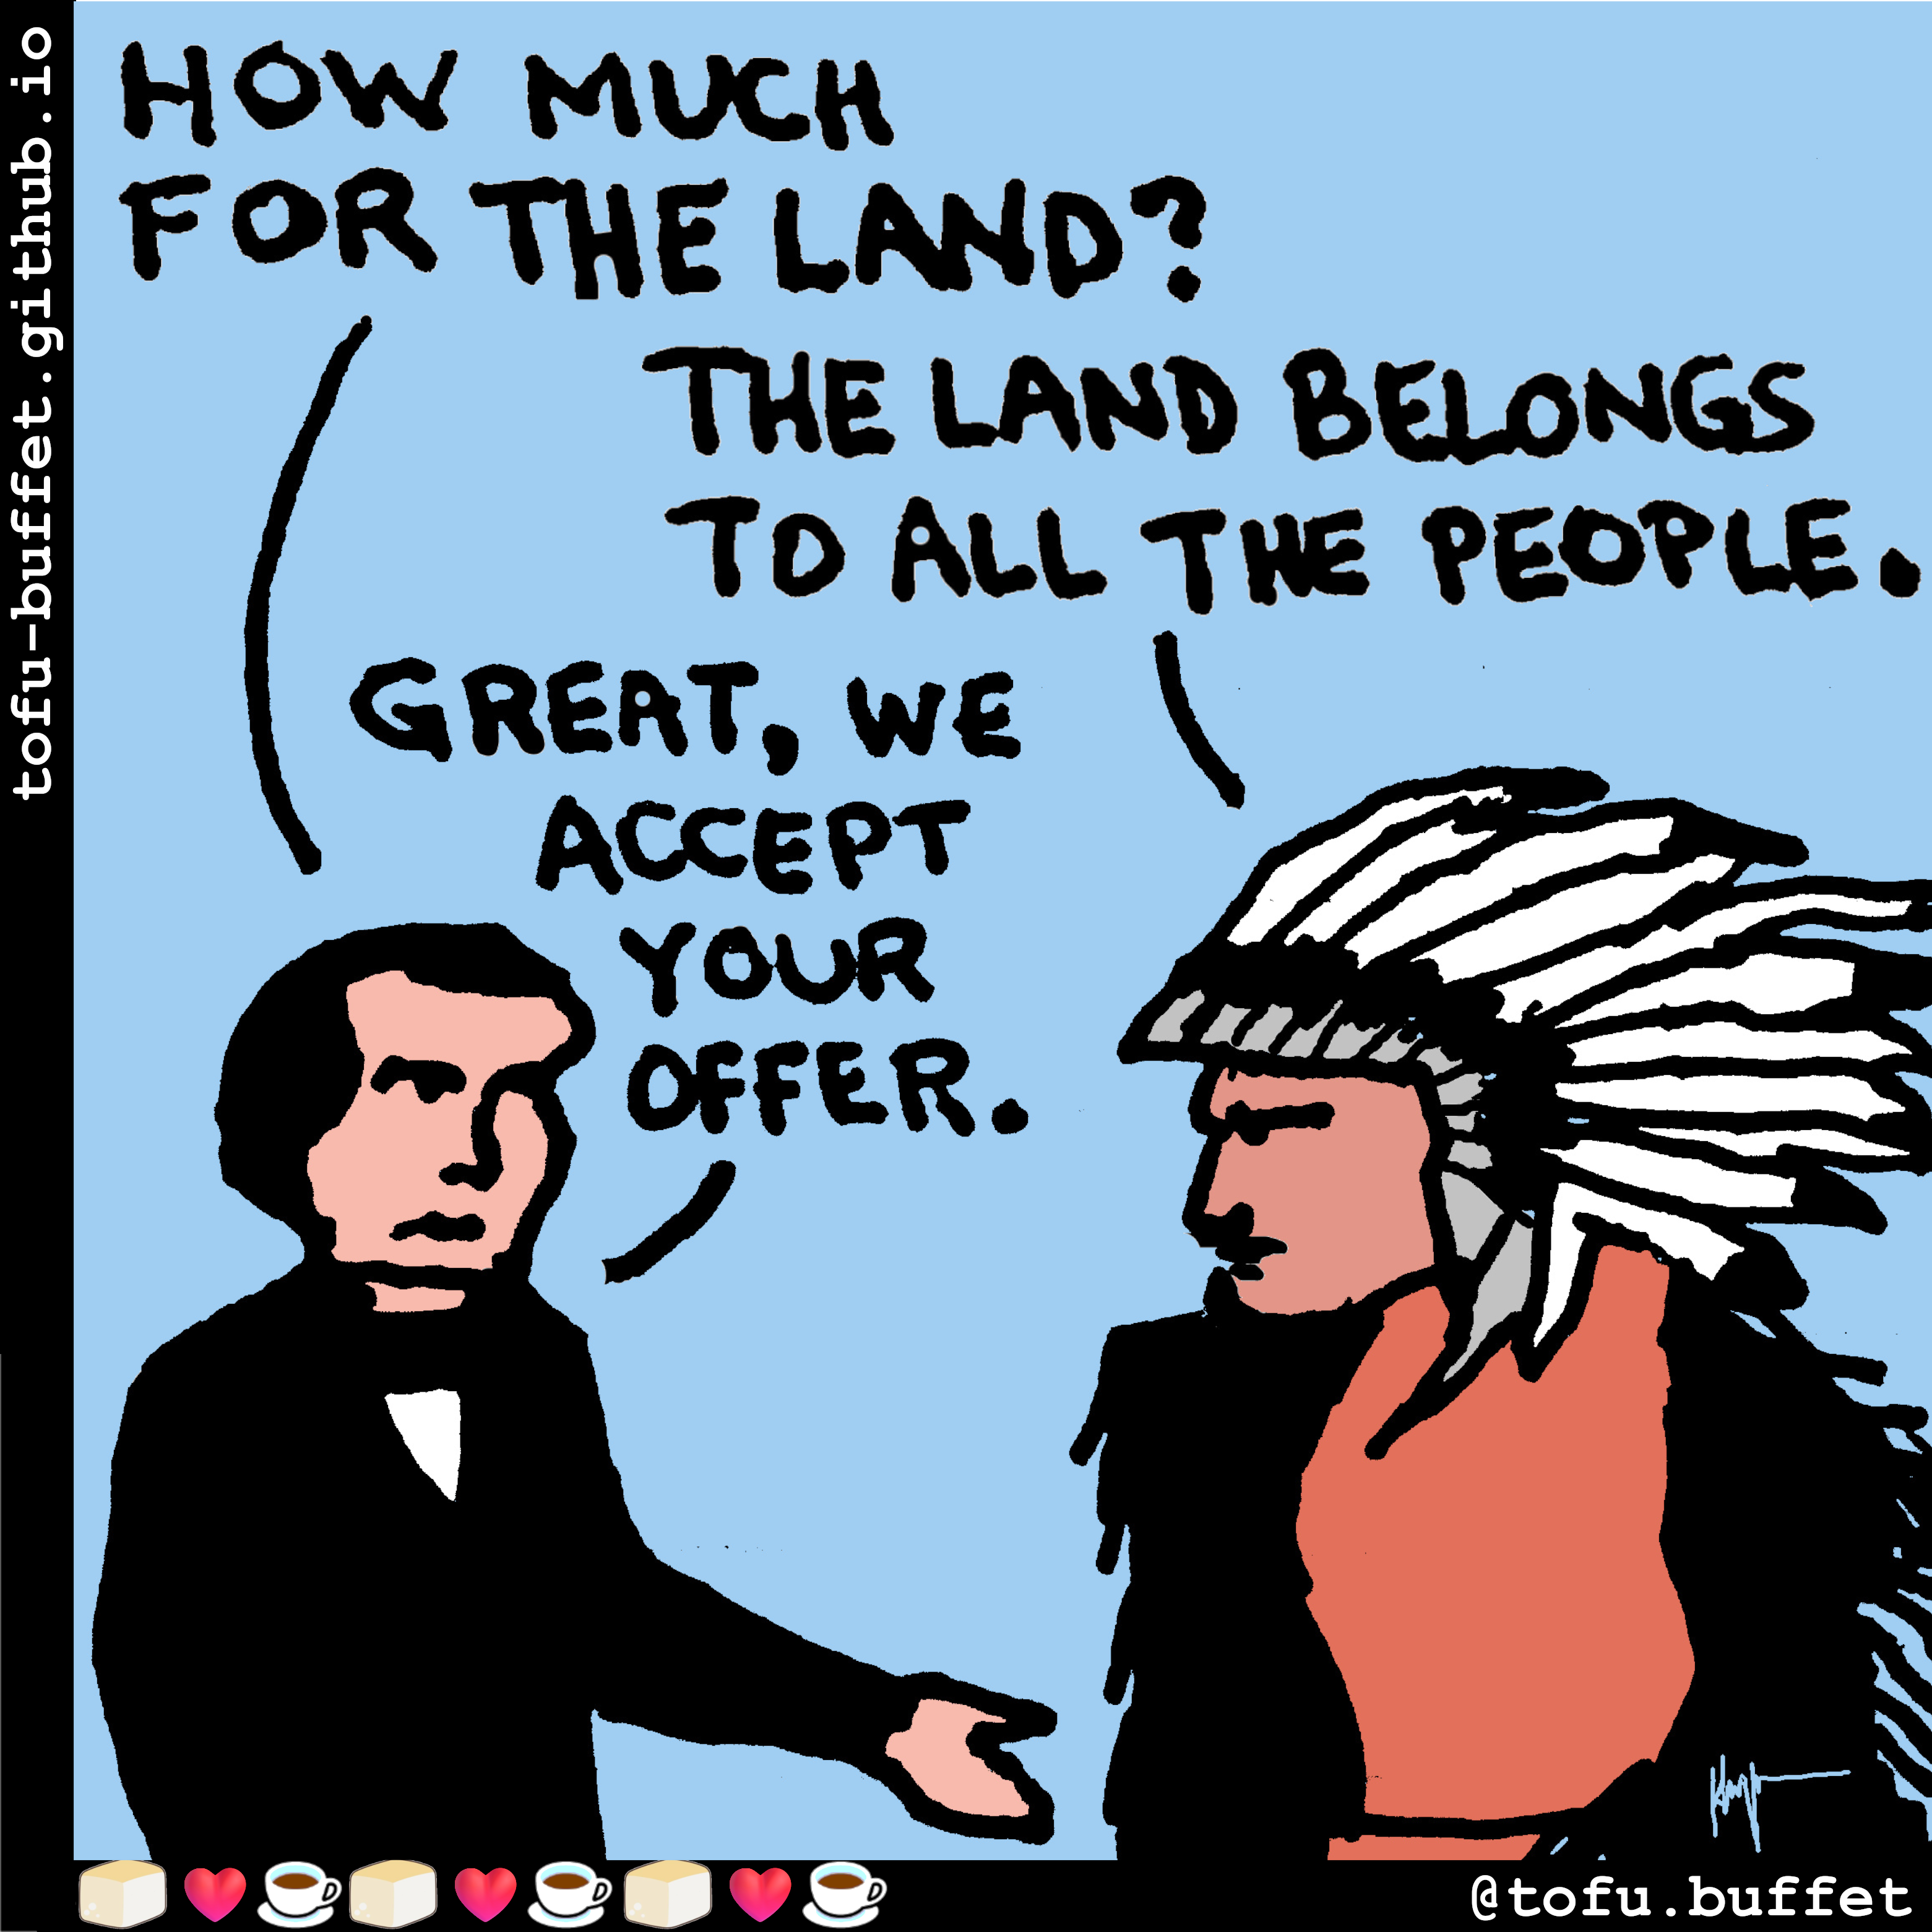 tofu-buffet.github.io
HOW MUCH
FOR THE LAND?
THE LAND BELONGS
TO ALL THE PEOPLE.
GREAT, WE
ACCEPT
YOUR
OFFER.
@tofu.buffet